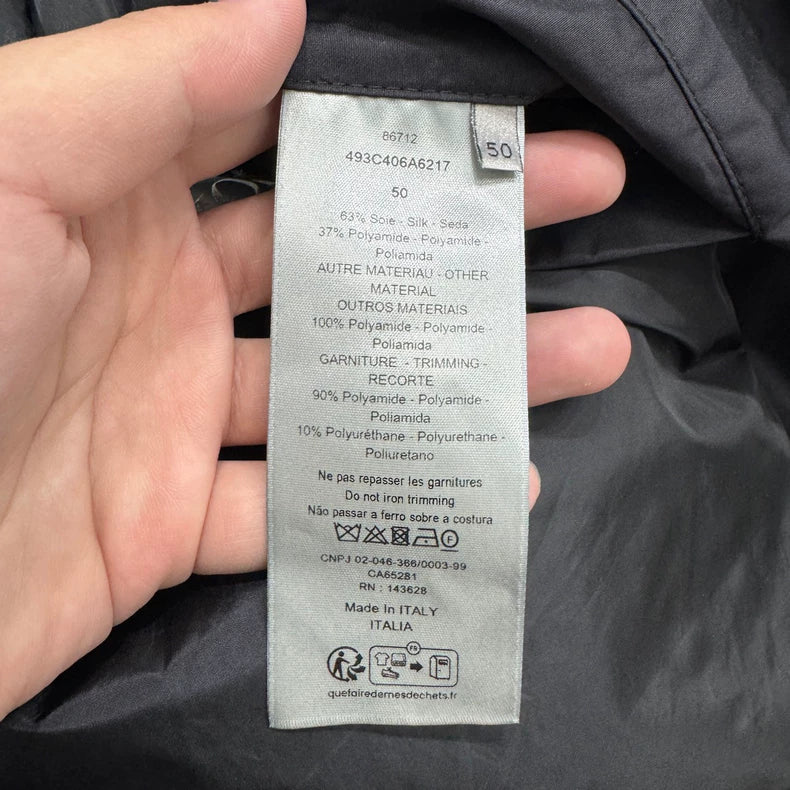 86712
493C406A6217
50
50
63% Soie - Silk - Seda
37% Polyamide - Polyamide -
Poliamida
AUTRE MATERIAU - OTHER
MATERIAL
OUTROS MATERIAIS
100% Polyamide - Polyamide -
Poliamida
GARNITURE - TRIMMING -
RECORTE
90% Polyamide - Polyamide -
Poliamida
10% Polyuréthane - Polyurethane -
Poliuretano
Ne pas repasser les garnitures
Do not iron trimming
Não passar a ferro sobre a costura
F
CNPJ 02-046-366/0003-99
CA65281
RN : 143628
Made In ITALY
ITALIA
FR
quefairedemesdechets.fr